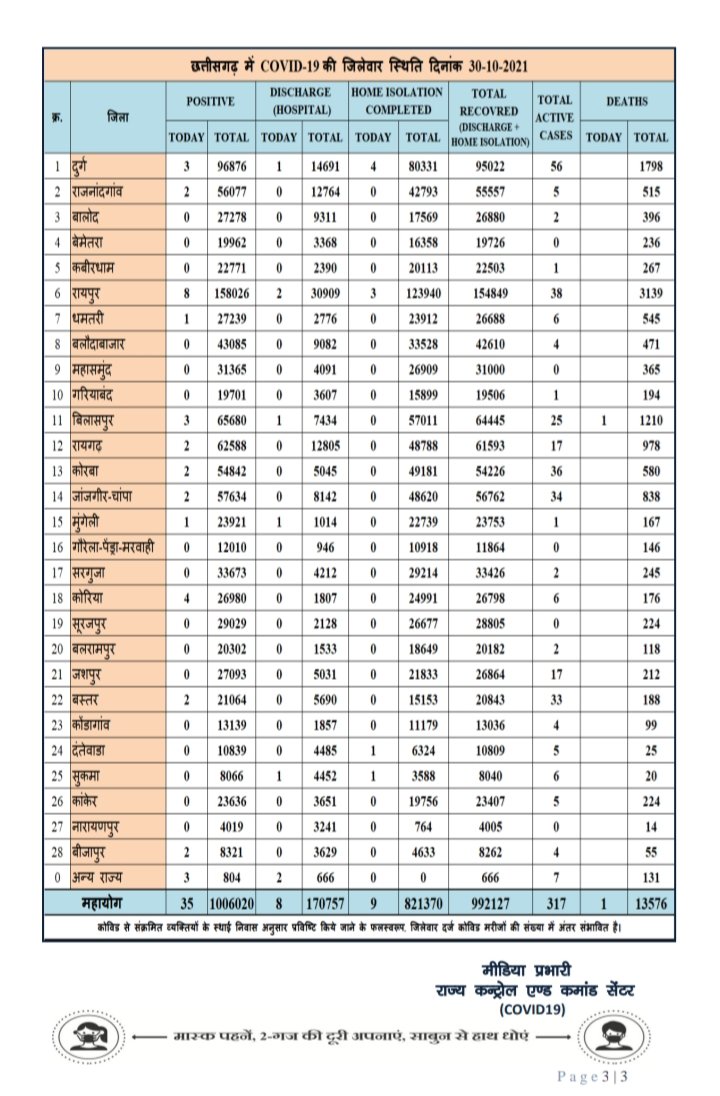 छत्तीसगढ़ में COVID-19 की जिलेवार स्थिति दिनांक 30-10-2021
क्र. जिला POSITIVE DISCHARGE (HOSPITAL) HOME ISOLATION COMPLETED TOTAL RECOVRED (DISCHARGE + HOME ISOLATION) TOTAL ACTIVE CASES DEATHS
TODAY TOTAL TODAY TOTAL TODAY TOTAL TODAY TOTAL
1 दुर्ग 3 96876 1 14691 4 80331 95022 56 1798
2 राजनांदगांव 2 56077 0 12764 0 42793 55557 5 515
3 बालोद 0 27278 0 9311 0 17569 26880 2 396
4 बेमेतरा 0 19962 0 3368 0 16358 19726 0 236
5 कबीरधाम 0 22771 0 2390 0 20113 22503 1 267
6 रायपुर 8 158026 2 30909 3 123940 154849 38 3139
7 धमतरी 1 27239 0 2776 0 23912 26688 6 545
8 बलौदाबाजार 0 43085 0 9082 0 33528 42610 4 471
9 महासमुंद 0 31365 0 4091 0 26909 31000 0 365
10 गरियाबंद 0 19701 0 3607 0 15899 19506 1 194
11 बिलासपुर 3 65680 1 7434 0 57011 64445 25 1 1210
12 रायगढ़ 2 62588 0 12805 0 48788 61593 17 978
13 कोरबा 2 54842 0 5045 0 49181 54226 36 580
14 जांजगीर-चांपा 2 57634 0 8142 0 48620 56762 34 838
15 मुंगेली 1 23921 1 1014 0 22739 23753 1 167
16 गौरेला-पेंड्रा-मरवाही 0 12010 0 946 0 10918 11864 0 146
17 सरगुजा 0 33673 0 4212 0 29214 33426 2 245
18 कोरिया 4 26980 0 1807 0 24991 26798 6 176
19 सूरजपुर 0 29029 0 2128 0 26677 28805 0 224
20 बलरामपुर 0 20302 0 1533 0 18649 20182 2 118
21 जशपुर 0 27093 0 5031 0 21833 26864 17 212
22 बस्तर 2 21064 0 5690 0 15153 20843 33 188
23 कोंडागांव 0 13139 0 1857 0 11179 13036 4 99
24 दंतेवाडा 0 10839 0 4485 1 6324 10809 5 25
25 सुकमा 0 8066 1 4452 1 3588 8040 6 20
26 कांकेर 0 23636 0 3651 0 19756 23407 5 224
27 नारायणपुर 0 4019 0 3241 0 764 4005 0 14
28 बीजापुर 2 8321 0 3629 0 4633 8262 4 55
0 अन्य राज्य 3 804 2 666 0 0 666 7 131
महायोग 35 1006020 8 170757 9 821370 992127 317 1 13576
कोविड से संक्रमित व्यक्तियों के स्थाई निवास अनुसार प्रविष्टि किये जाने के फलस्वरूप, जिलेवार दर्ज कोविड मरीजों की संख्या में अंतर संभावित है।
मीडिया प्रभारी
राज्य कन्ट्रोल एण्ड कमांड सेंटर
(COVID19)
मास्क पहनें, 2-गज की दूरी अपनाएं, साबुन से हाथ धोएं
Page 3|3